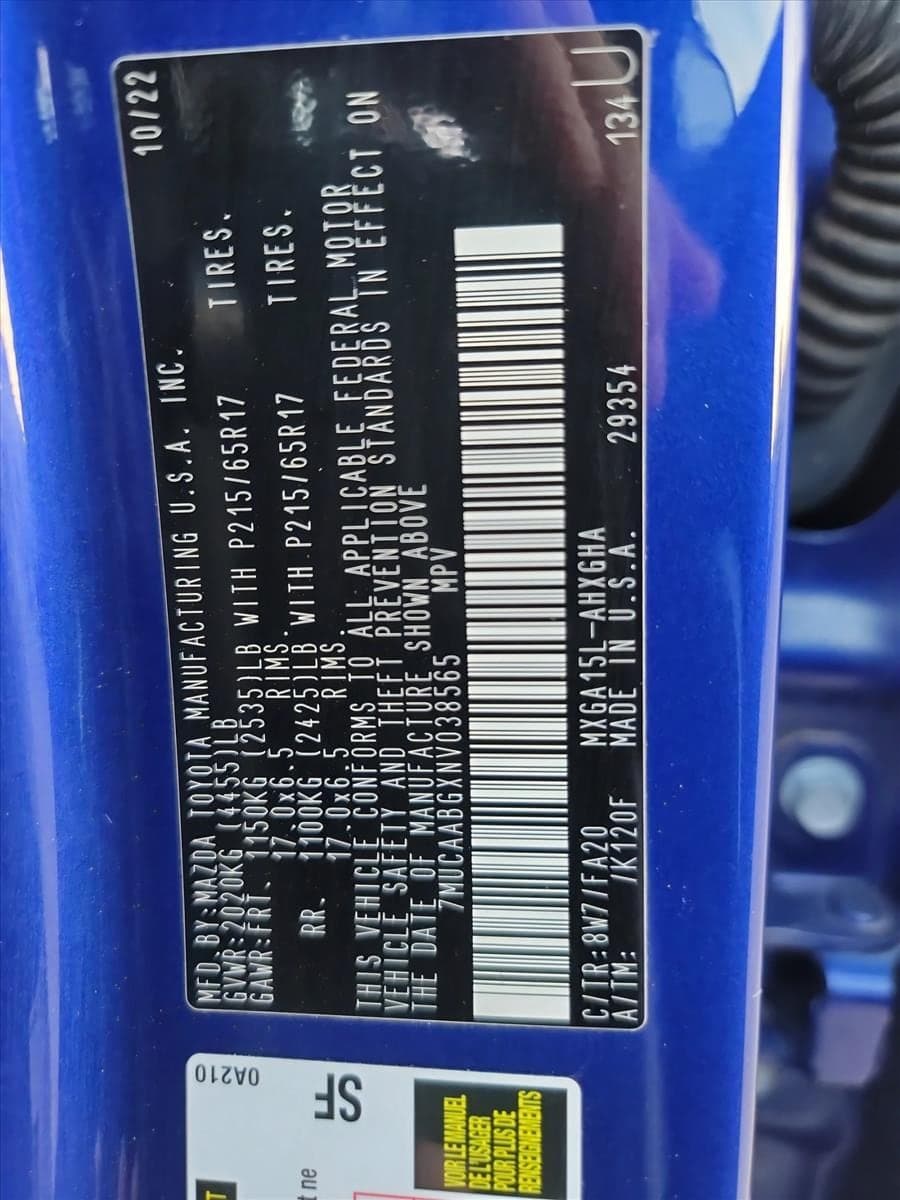 MFD. BY:MAZDA TOYOTA MANUFACTURING U.S.A. INC. 10/22
GVWR:2020KG (4455)LB
GAWR:FRT. 1150KG (2535)LB WITH P215/65R17 TIRES.
17.0x6.5 RIMS.
RR. 1100KG (2425)LB WITH P215/65R17 TIRES.
17.0x6.5 RIMS.
THIS VEHICLE CONFORMS TO ALL APPLICABLE FEDERAL MOTOR
VEHICLE SAFETY AND THEFT PREVENTION STANDARDS IN EFFECT ON
THE DATE OF MANUFACTURE SHOWN ABOVE
7MUCAABGXNV038565 MPV
C/TR:8W7/FA20 MXGA15L-AHXGHA
A/TM: /K120F MADE IN U.S.A. 29354 134 U
0A210
SF
VOIR LE MANUEL
DE L'USAGER
POUR PLUS DE
RENSEIGNEMENTS
t ne
T